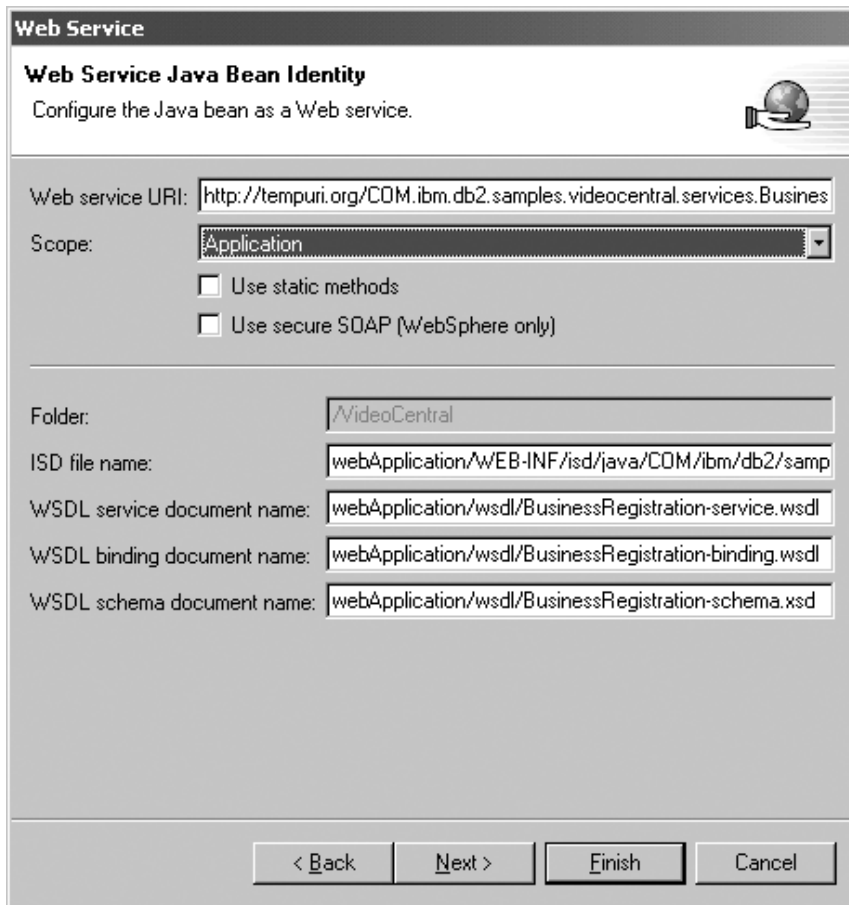 Web Service
Web Service Java Bean Identity
Configure the Java bean as a Web service.
Web service URI: http://tempuri.org/COM.ibm.db2.samples.videocentral.services.Busines
Scope: Application
Use static methods
Use secure SOAP (WebSphere only)
Folder: /VideoCentral
ISD file name: webApplication/WEB-INF/isd/java/COM/ibm/db2/samp
WSDL service document name: webApplication/wsdl/BusinessRegistration-service.wsdl
WSDL binding document name: webApplication/wsdl/BusinessRegistration-binding.wsdl
WSDL schema document name: webApplication/wsdl/BusinessRegistration-schema.xsd
< Back Next > Finish Cancel